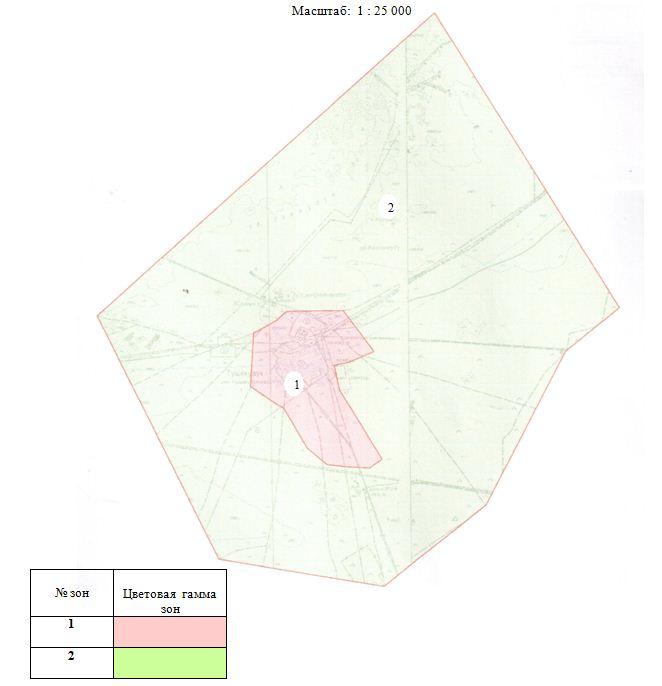 Масштаб: 1 : 25 000
2
1
№ зон
Цветовая гамма
зон
1
2